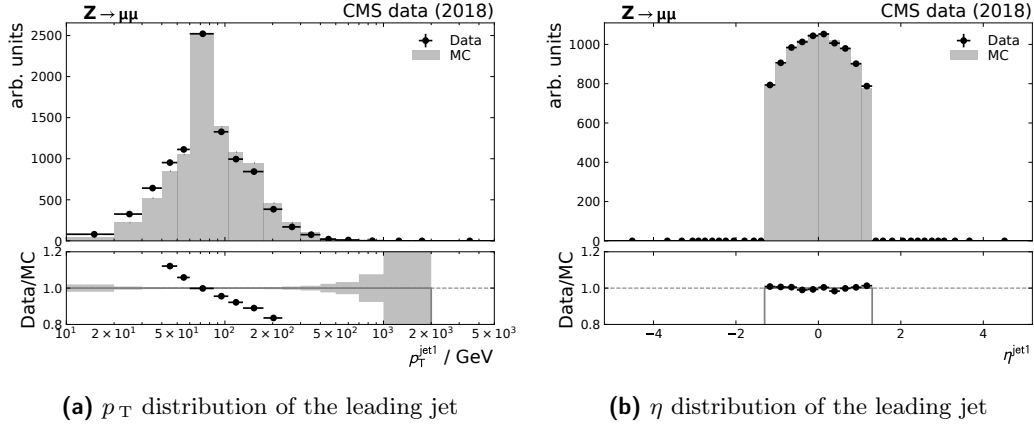 Z → μμ
CMS data (2018)
arb. units
2500
2000
1500
1000
500
0
Data
MC
Data/MC
1.2
1.0
0.8
10¹ 2 × 10¹ 5 × 10¹ 10² 2 × 10² 5 × 10² 10³ 2 × 10³ 5 × 10³
p_T^jet1 / GeV
(a) p T distribution of the leading jet
Z → μμ
CMS data (2018)
arb. units
1000
800
600
400
200
0
Data
MC
Data/MC
1.2
1.0
0.8
−4 −2 0 2 4
η^jet1
(b) η distribution of the leading jet